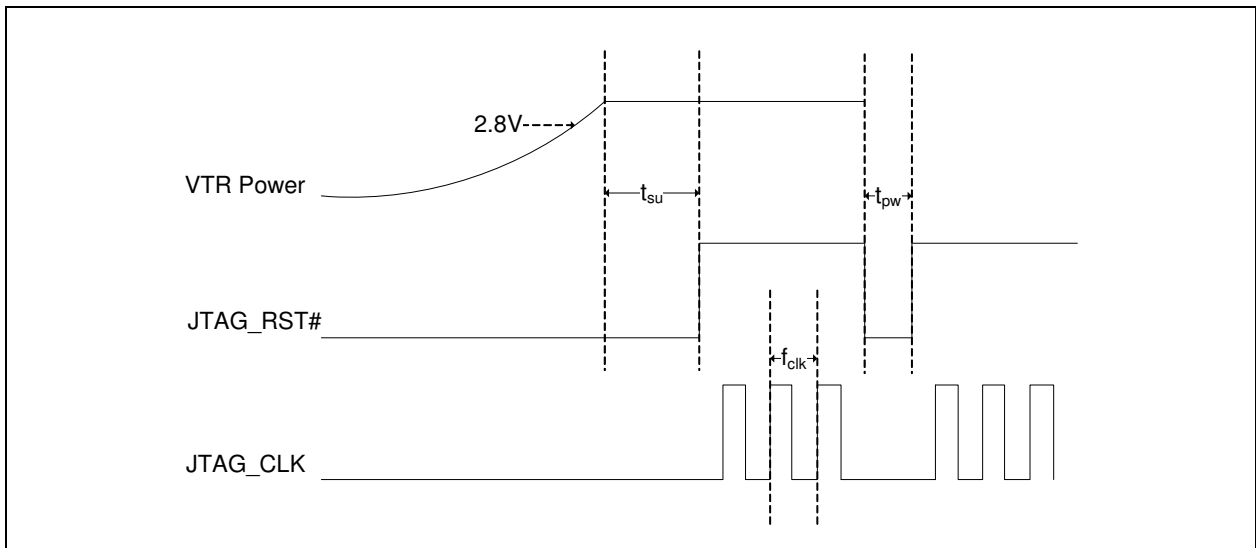 2.8V
VTR Power
tsu
tpw
JTAG_RST#
fclk
JTAG_CLK